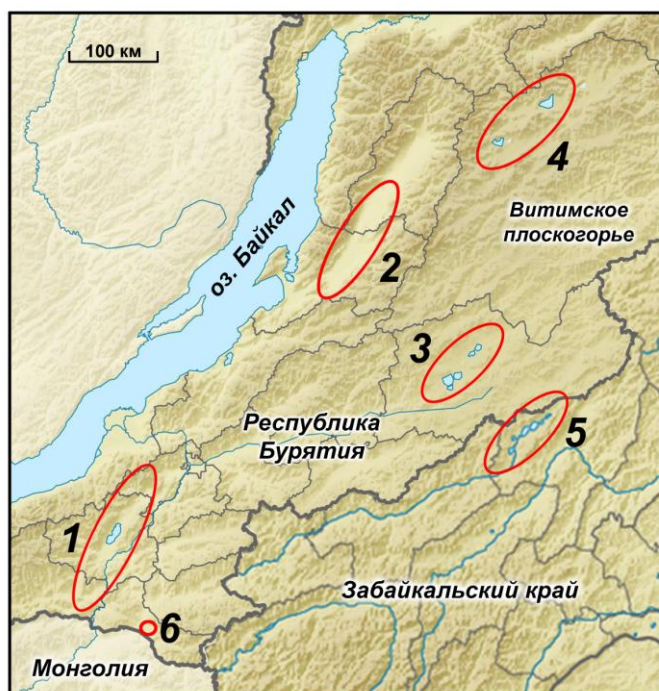 100 км
4
оз. Байкал
Витимское
плоскогорье
2
3
Республика
Бурятия
5
1
Забайкальский край
6
Монголия